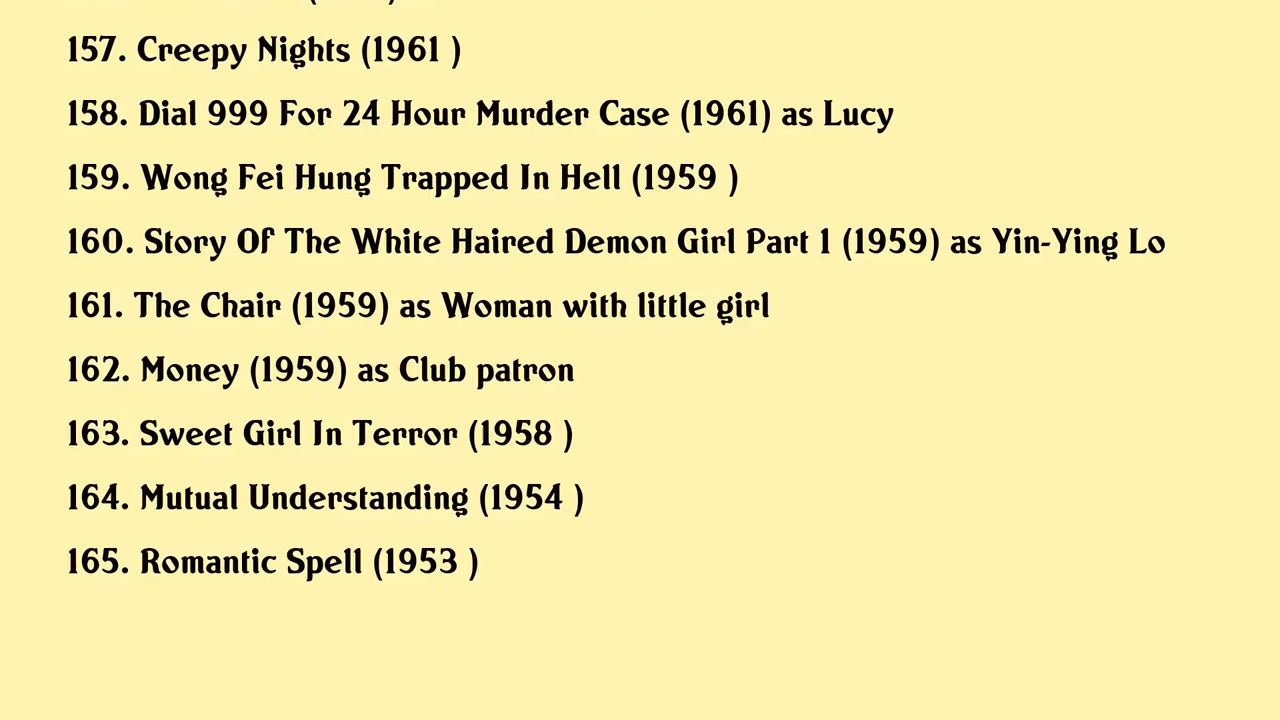 157. Creepy Nights (1961 )
158. Dial 999 For 24 Hour Murder Case (1961) as Lucy
159. Wong Fei Hung Trapped In Hell (1959 )
160. Story Of The White Haired Demon Girl Part 1 (1959) as Yin-Ying Lo
161. The Chair (1959) as Woman with little girl
162. Money (1959) as Club patron
163. Sweet Girl In Terror (1958 )
164. Mutual Understanding (1954 )
165. Romantic Spell (1953 )